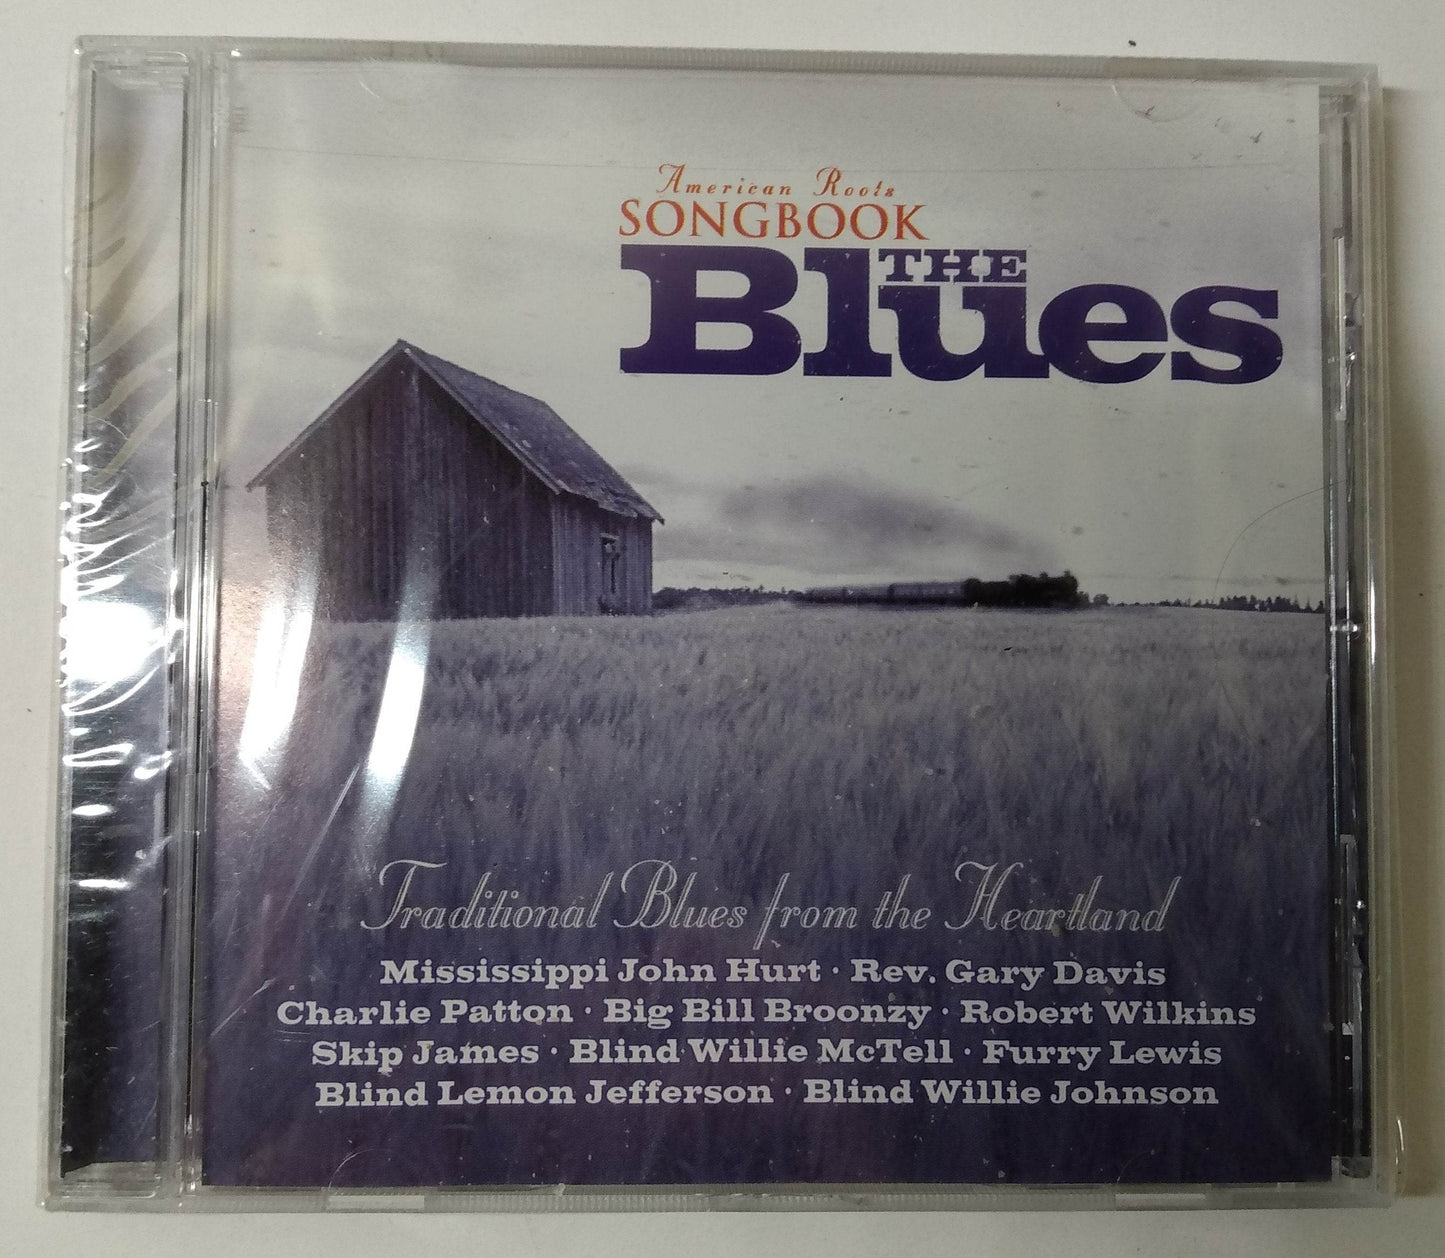 American Roots
SONGBOOK
THE
Blues
Traditional Blues from the Heartland
Mississippi John Hurt · Rev. Gary Davis
Charlie Patton · Big Bill Broonzy · Robert Wilkins
Skip James · Blind Willie McTell · Furry Lewis
Blind Lemon Jefferson · Blind Willie Johnson